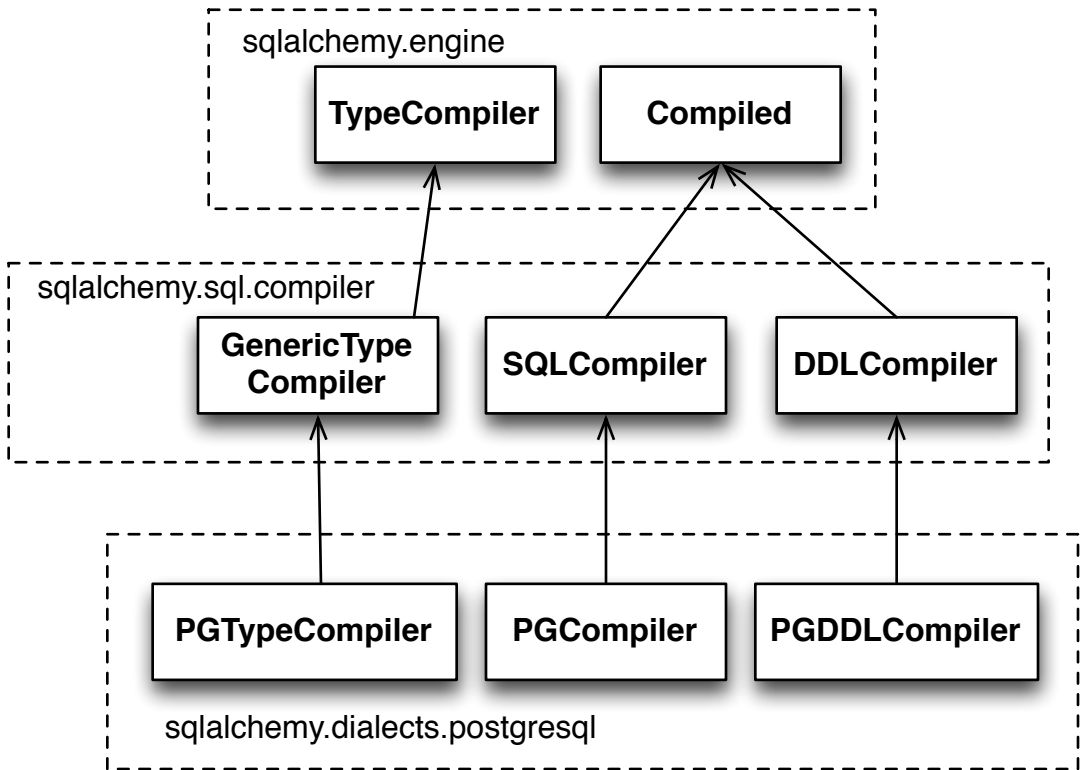 sqlalchemy.engine
TypeCompiler
Compiled
sqlalchemy.sql.compiler
GenericType
Compiler
SQLCompiler
DDLCompiler
PGTypeCompiler
PGCompiler
PGDDLCompiler
sqlalchemy.dialects.postgresql